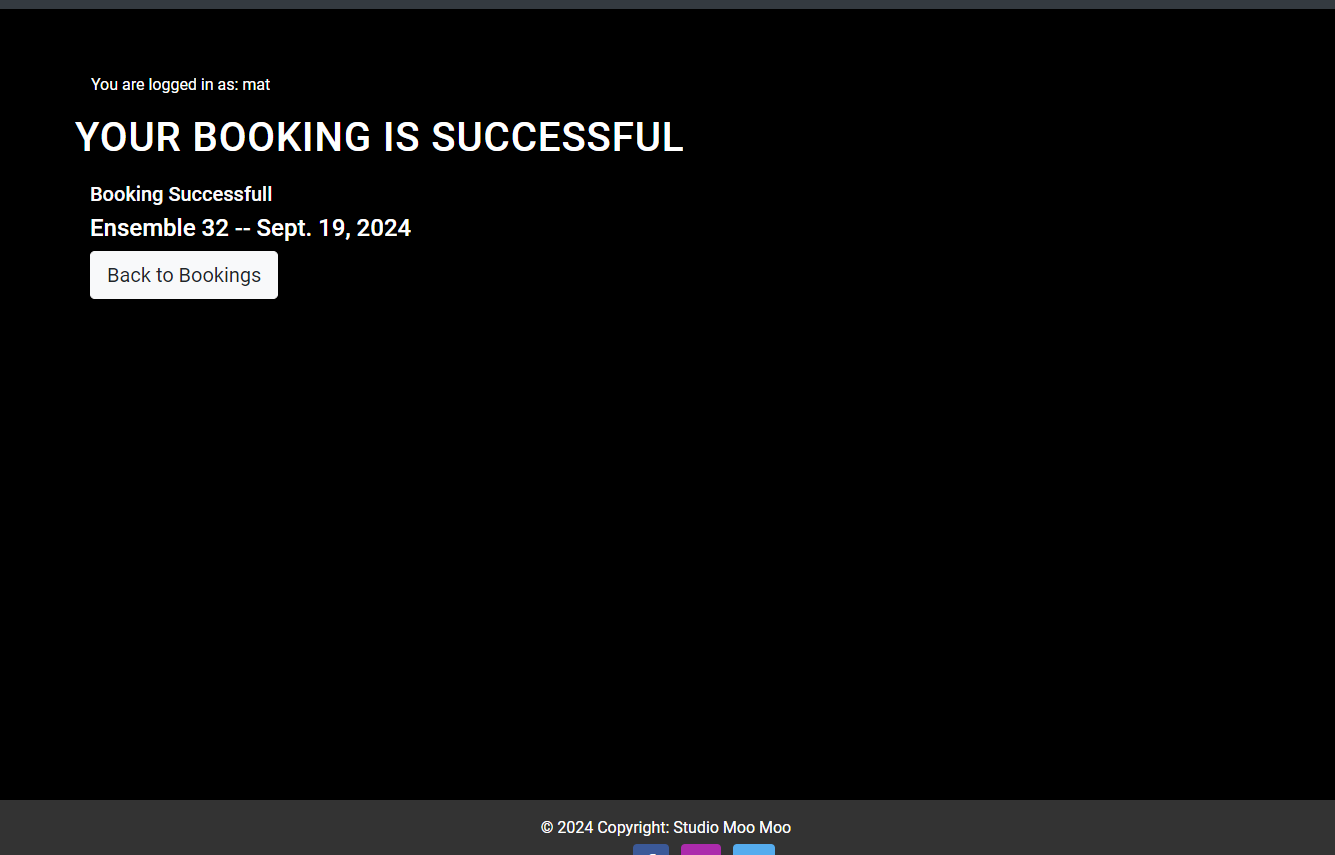 You are logged in as: mat
YOUR BOOKING IS SUCCESSFUL
Booking Successfull
Ensemble 32 -- Sept. 19, 2024
Back to Bookings
© 2024 Copyright: Studio Moo Moo